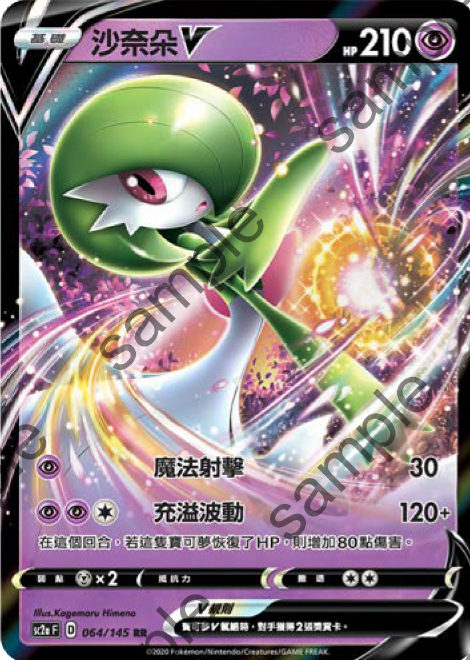 基礎 沙奈朵V HP 210
魔法射擊 30
充溢波動 120+
在這個回合，若這隻寶可夢恢復了HP，則增加80點傷害。
弱點 ×2 抵抗力 撤退
Illus. Kagemaru Himeno
V規則
寶可夢V氣絕時，對手獲得2張獎賞卡。
sc2a F D 064/145 RR
©2020 Pokémon/Nintendo/Creatures/GAME FREAK.
sample
sample
sample
sample
sample